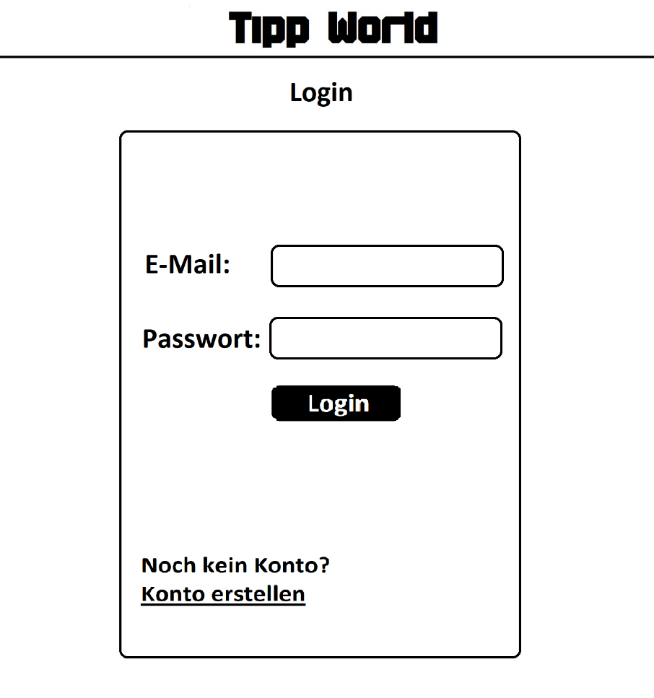 Tipp World
Login
E-Mail:
Passwort:
Login
Noch kein Konto?
Konto erstellen